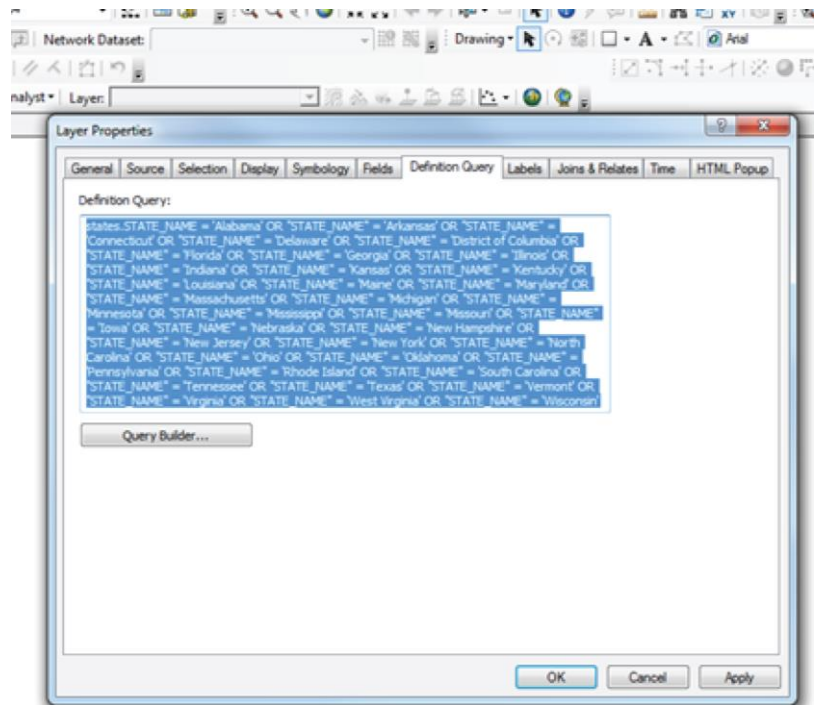 Network Dataset:
Drawing
A
Arial
nalyst
Layer:
Layer Properties
General Source Selection Display Symbology Fields Definition Query Labels Joins & Relates Time HTML Popup
Definition Query:
states.STATE_NAME = 'Alabama' OR "STATE_NAME" = 'Arkansas' OR "STATE_NAME" =
'Connecticut' OR "STATE_NAME" = 'Delaware' OR "STATE_NAME" = 'District of Columbia' OR
"STATE_NAME" = 'Florida' OR "STATE_NAME" = 'Georgia' OR "STATE_NAME" = 'Illinois' OR
"STATE_NAME" = 'Indiana' OR "STATE_NAME" = 'Kansas' OR "STATE_NAME" = 'Kentucky' OR
"STATE_NAME" = 'Louisiana' OR "STATE_NAME" = 'Maine' OR "STATE_NAME" = 'Maryland' OR
"STATE_NAME" = 'Massachusetts' OR "STATE_NAME" = 'Michigan' OR "STATE_NAME" =
'Minnesota' OR "STATE_NAME" = 'Mississippi' OR "STATE_NAME" = 'Missouri' OR "STATE_NAME"
= 'Iowa' OR "STATE_NAME" = 'Nebraska' OR "STATE_NAME" = 'New Hampshire' OR
"STATE_NAME" = 'New Jersey' OR "STATE_NAME" = 'New York' OR "STATE_NAME" = 'North
Carolina' OR "STATE_NAME" = 'Ohio' OR "STATE_NAME" = 'Oklahoma' OR "STATE_NAME" =
'Pennsylvania' OR "STATE_NAME" = 'Rhode Island' OR "STATE_NAME" = 'South Carolina' OR
"STATE_NAME" = 'Tennessee' OR "STATE_NAME" = 'Texas' OR "STATE_NAME" = 'Vermont' OR
"STATE_NAME" = 'Virginia' OR "STATE_NAME" = 'West Virginia' OR "STATE_NAME" = 'Wisconsin'
Query Builder...
OK Cancel Apply